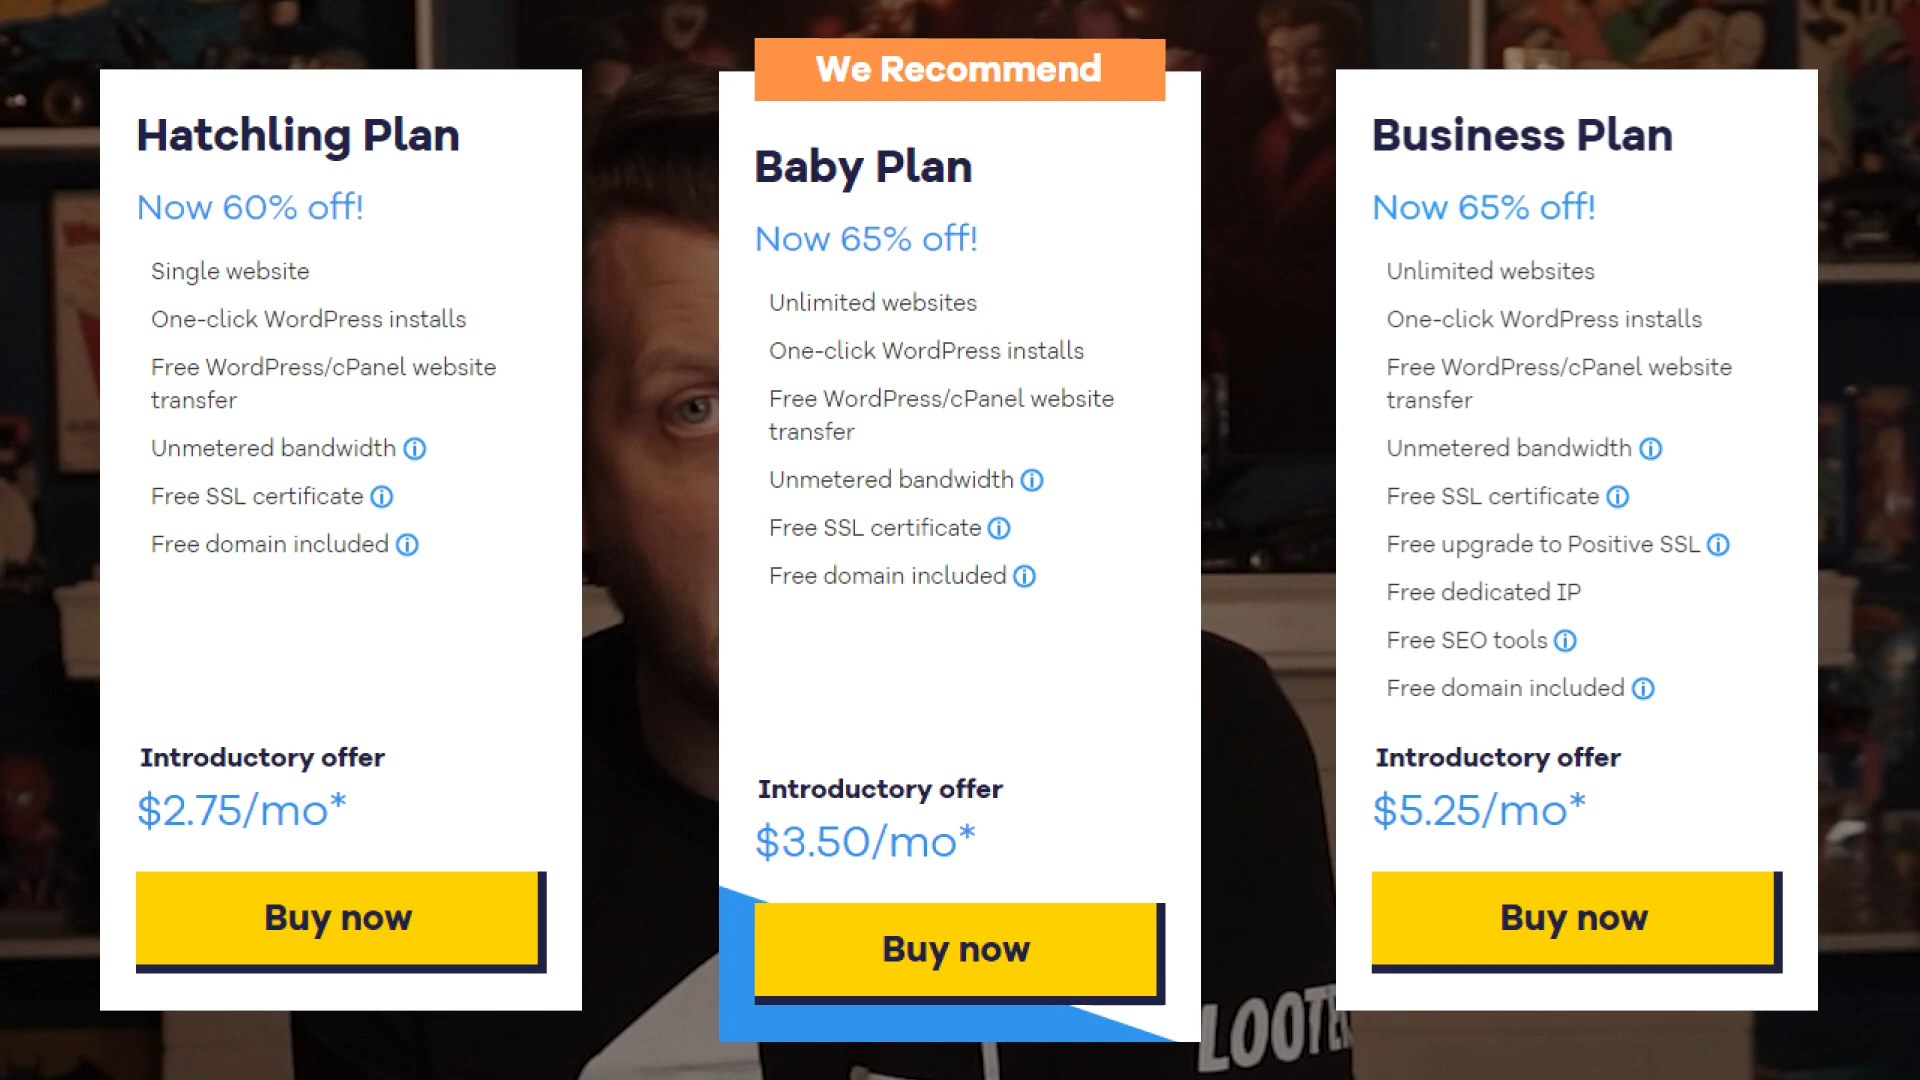 Hatchling Plan
Now 60% off!
Single website
One-click WordPress installs
Free WordPress/cPanel website
transfer
Unmetered bandwidth
Free SSL certificate
Free domain included
Introductory offer
$2.75/mo*
Buy now
We Recommend
Baby Plan
Now 65% off!
Unlimited websites
One-click WordPress installs
Free WordPress/cPanel website
transfer
Unmetered bandwidth
Free SSL certificate
Free domain included
Introductory offer
$3.50/mo*
Buy now
Business Plan
Now 65% off!
Unlimited websites
One-click WordPress installs
Free WordPress/cPanel website
transfer
Unmetered bandwidth
Free SSL certificate
Free upgrade to Positive SSL
Free dedicated IP
Free SEO tools
Free domain included
Introductory offer
$5.25/mo*
Buy now